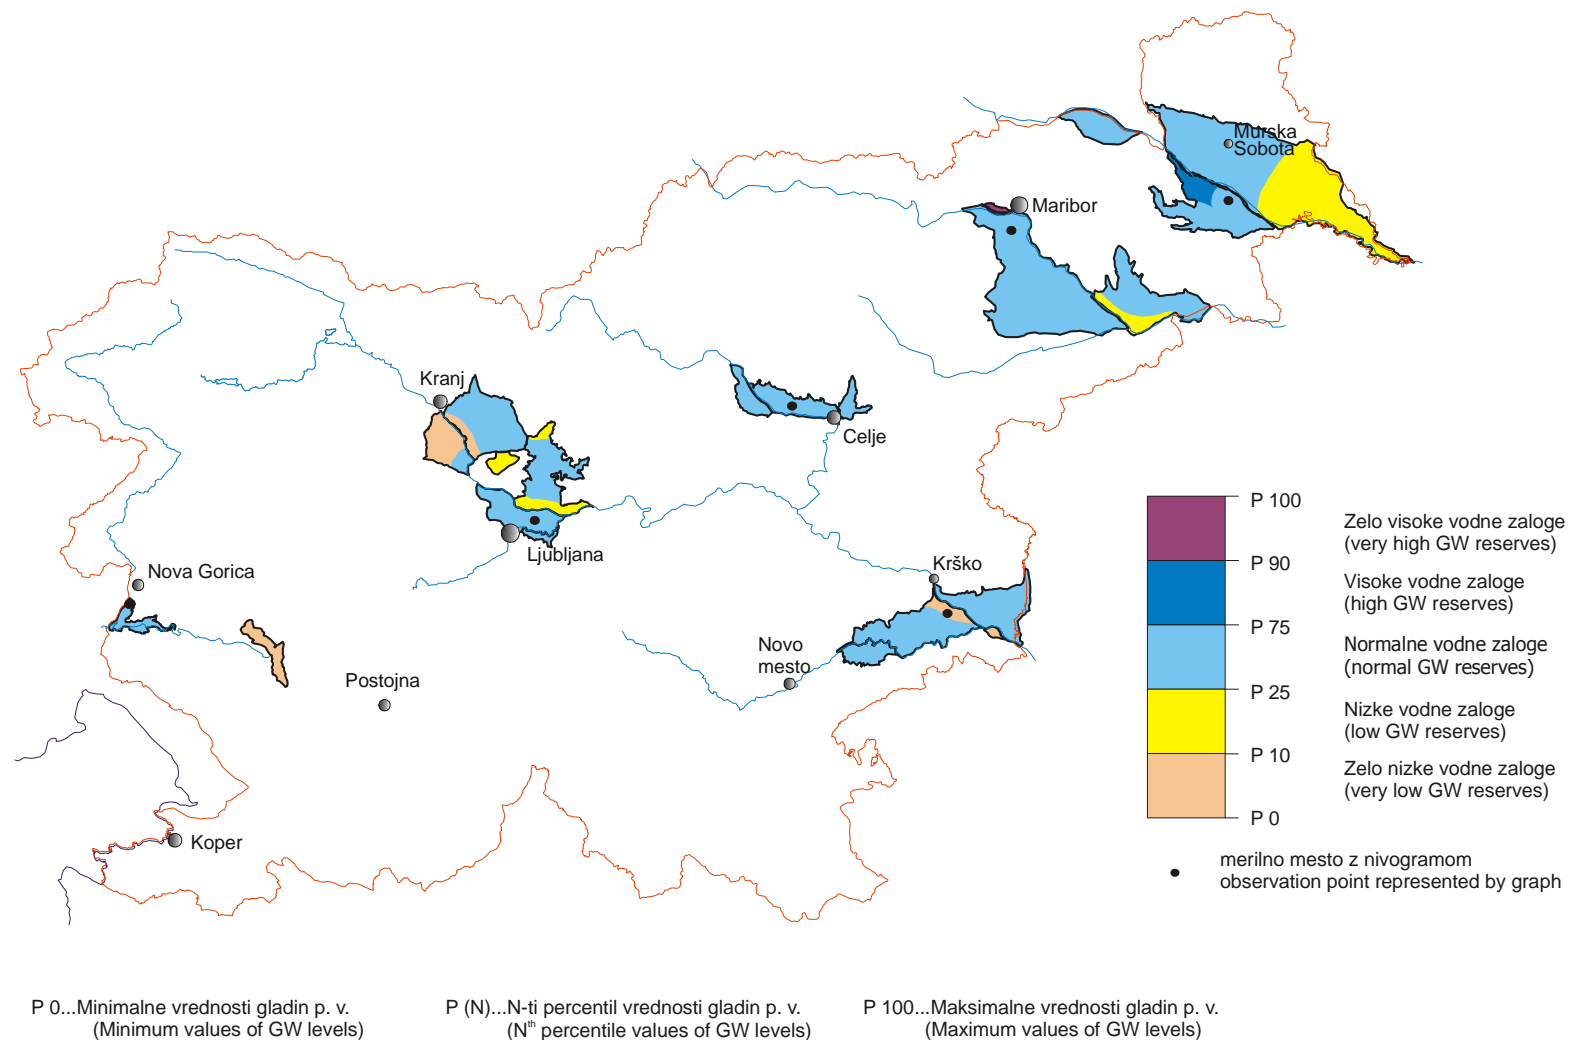 Murska
Sobota
Maribor
Kranj
Celje
Ljubljana
Nova Gorica
Krško
Novo
mesto
Postojna
Koper
P 100
Zelo visoke vodne zaloge
(very high GW reserves)
P 90
Visoke vodne zaloge
(high GW reserves)
P 75
Normalne vodne zaloge
(normal GW reserves)
P 25
Nizke vodne zaloge
(low GW reserves)
P 10
Zelo nizke vodne zaloge
(very low GW reserves)
P 0
merilno mesto z nivogramom
observation point represented by graph
P 0...Minimalne vrednosti gladin p. v.
(Minimum values of GW levels)
P (N)...N-ti percentil vrednosti gladin p. v.
(Nth percentile values of GW levels)
P 100...Maksimalne vrednosti gladin p. v.
(Maximum values of GW levels)